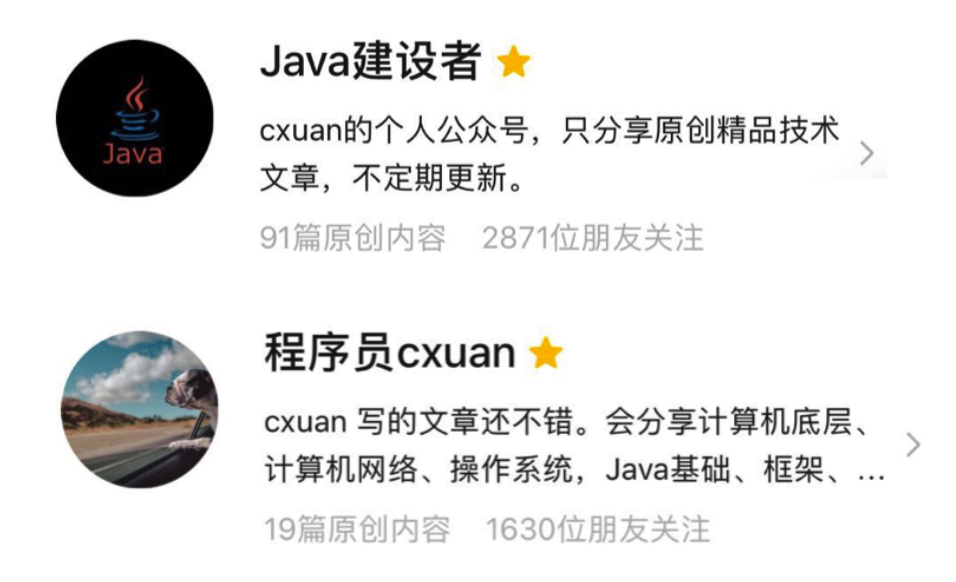 Java
Java建设者
cxuan的个人公众号，只分享原创精品技术
文章，不定期更新。
91篇原创内容 2871位朋友关注
程序员cxuan
cxuan 写的文章还不错。会分享计算机底层、
计算机网络、操作系统，Java基础、框架、...
19篇原创内容 1630位朋友关注